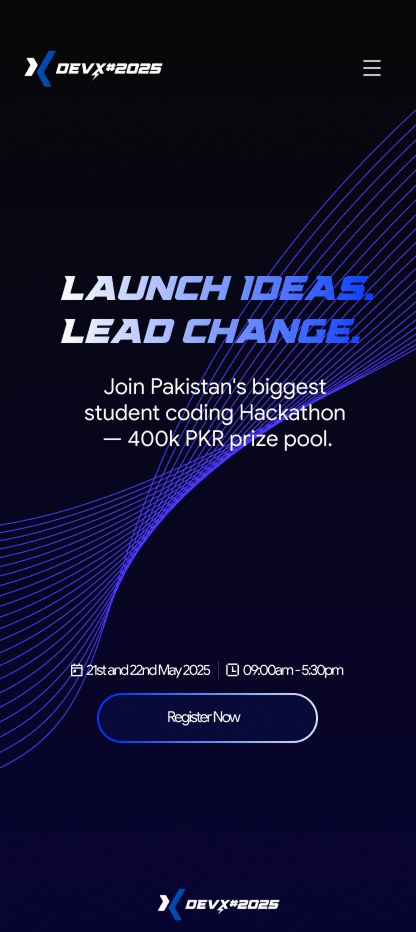 DEVX#2025
LAUNCH IDEAS.
LEAD CHANGE.
Join Pakistan's biggest
student coding Hackathon
— 400k PKR prize pool.
21st and 22nd May 2025 09:00am - 5:30pm
Register Now
DEVX#2025